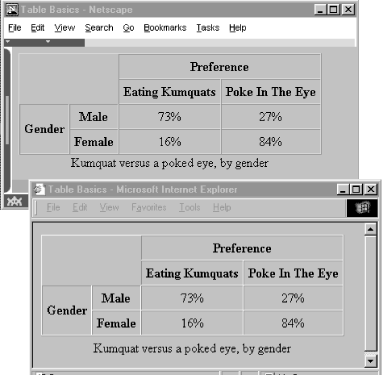 Table Basics - Netscape
File Edit View Search Go Bookmarks Tasks Help
Preference
Eating Kumquats Poke In The Eye
Gender
Male 73% 27%
Female 16% 84%
Kumquat versus a poked eye, by gender
Table Basics - Microsoft Internet Explorer
File Edit View Favorites Tools Help
Preference
Eating Kumquats Poke In The Eye
Gender
Male 73% 27%
Female 16% 84%
Kumquat versus a poked eye, by gender